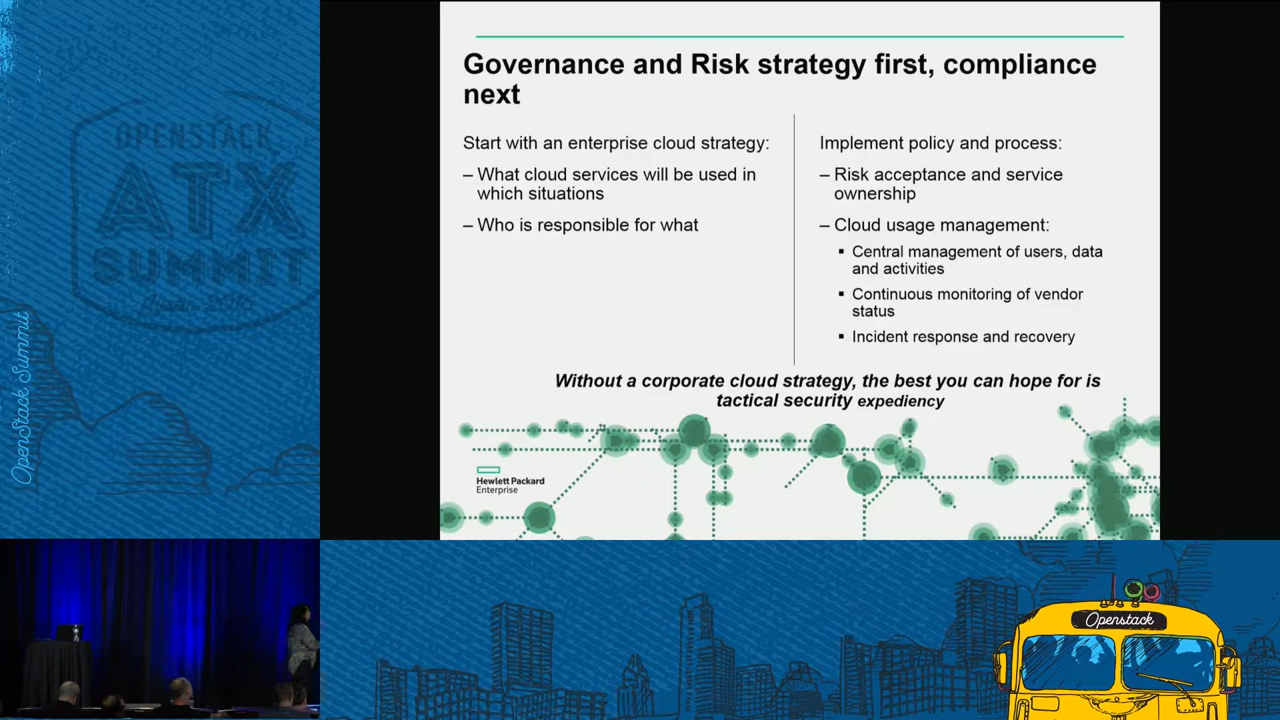 OPENSTACK
ATX
SUMMIT
OpenStack Summit
Governance and Risk strategy first, compliance
next
Start with an enterprise cloud strategy:
– What cloud services will be used in
which situations
– Who is responsible for what
Implement policy and process:
– Risk acceptance and service
ownership
– Cloud usage management:
▪ Central management of users, data
and activities
▪ Continuous monitoring of vendor
status
▪ Incident response and recovery
Without a corporate cloud strategy, the best you can hope for is
tactical security expediency
Hewlett Packard
Enterprise
Openstack